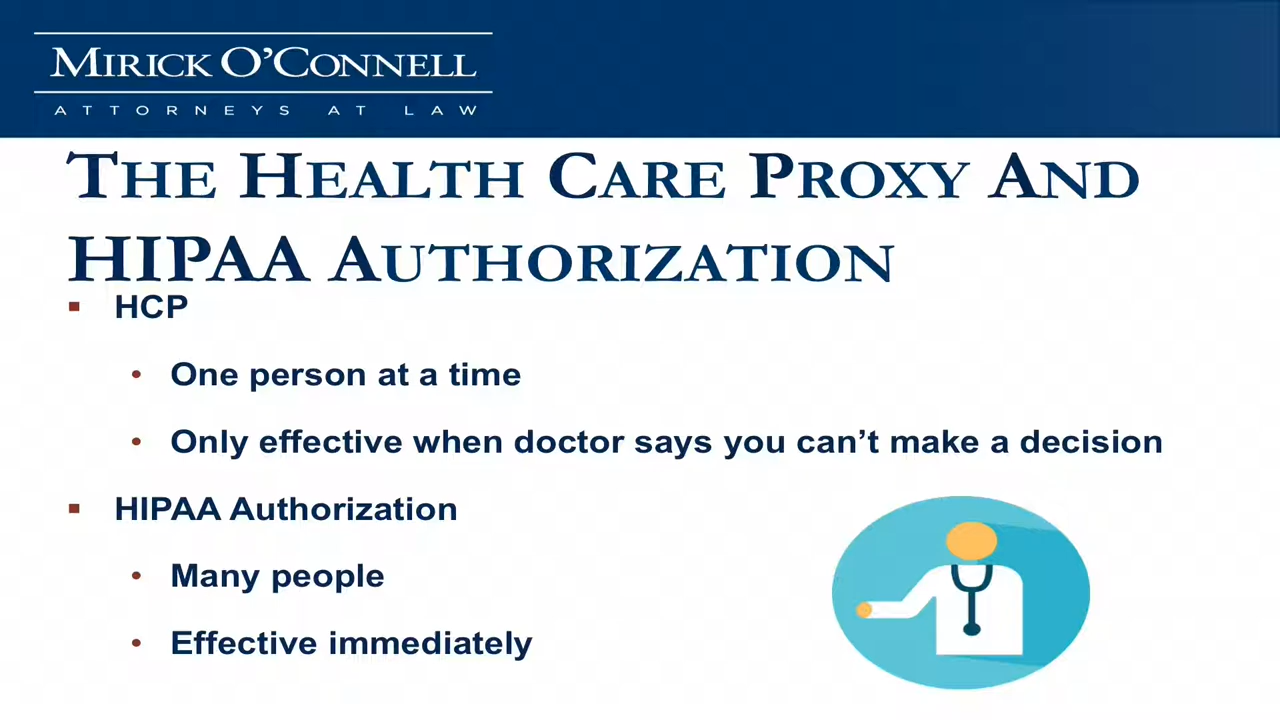 MIRICK O'CONNELL
ATTORNEYS AT LAW
THE HEALTH CARE PROXY AND
HIPAA AUTHORIZATION
▪ HCP
• One person at a time
• Only effective when doctor says you can’t make a decision
▪ HIPAA Authorization
• Many people
• Effective immediately